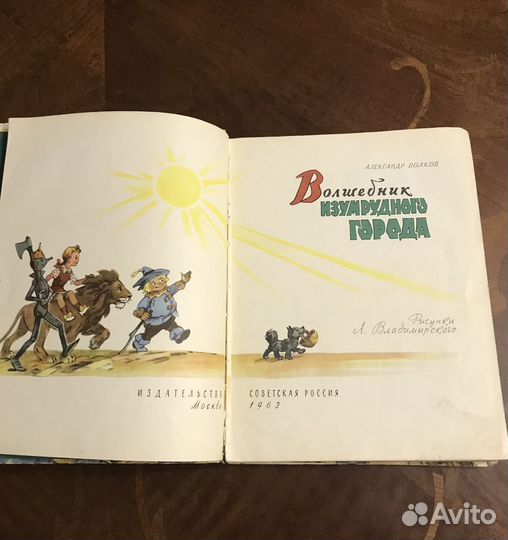 АЛЕКСАНДР ВОЛКОВ
Волшебник
ИЗУМРУДНОГО
ГОРОДА
Рисунки
Л. Владимирского
ИЗДАТЕЛЬСТВО СОВЕТСКАЯ РОССИЯ
Москва 1963
Avito